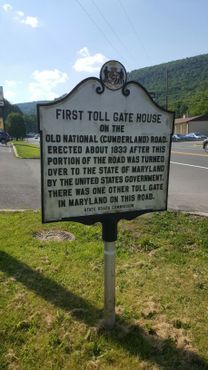 FIRST TOLL GATE HOUSE
ON THE
OLD NATIONAL (CUMBERLAND) ROAD.
ERECTED ABOUT 1833 AFTER THIS
PORTION OF THE ROAD WAS TURNED
OVER TO THE STATE OF MARYLAND
BY THE UNITED STATES GOVERNMENT.
THERE WAS ONE OTHER TOLL GATE
IN MARYLAND ON THIS ROAD.
STATE ROADS COMMISSION